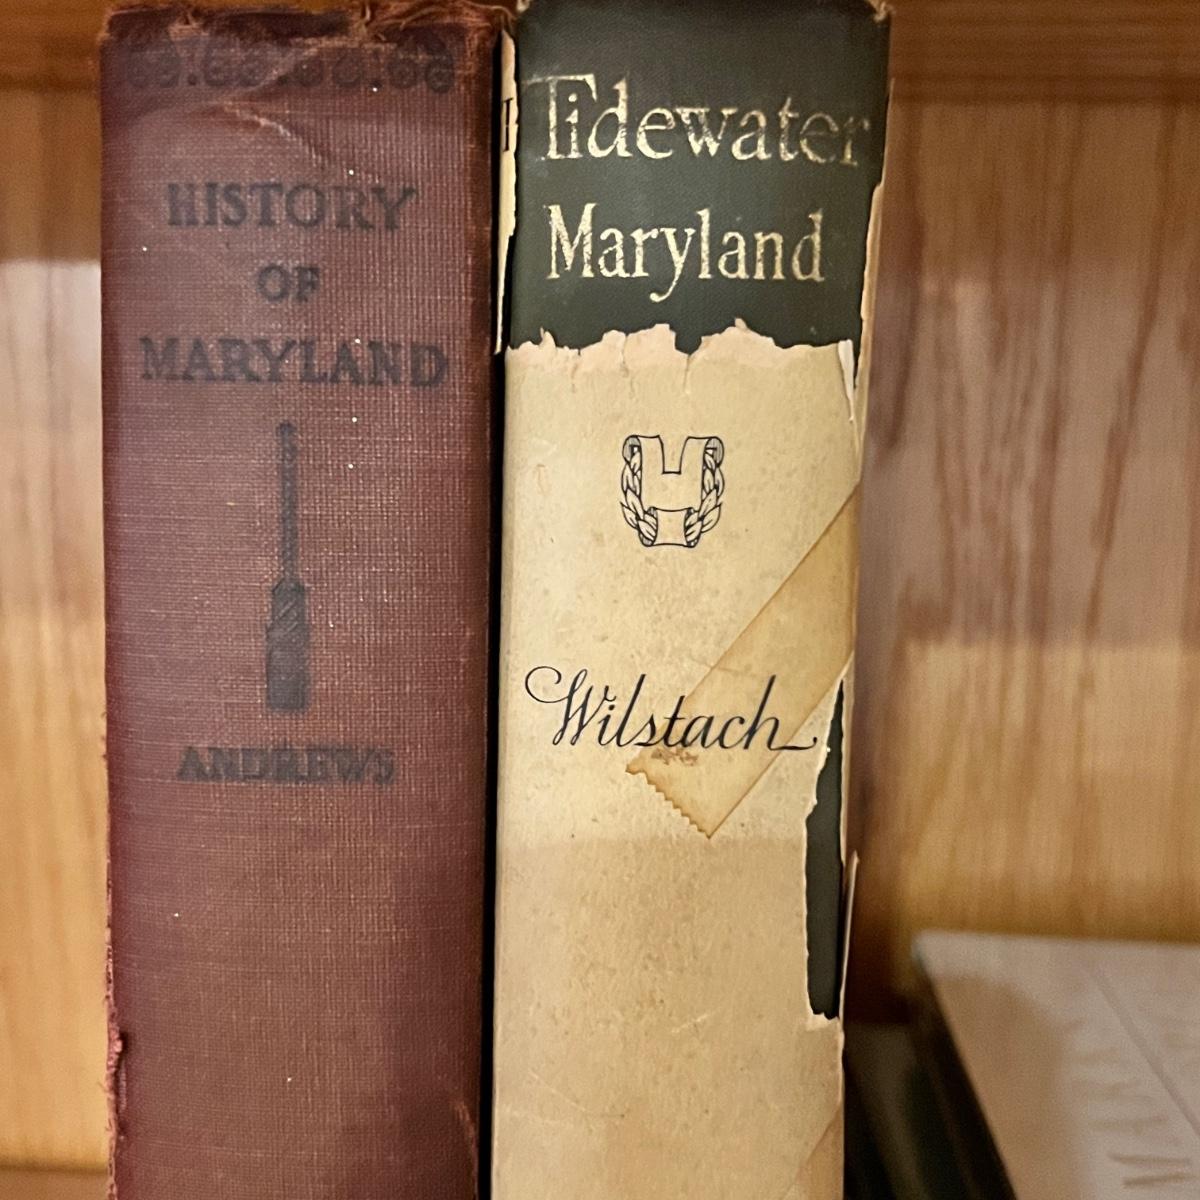 HISTORY
OF
MARYLAND
ANDREWS
Tidewater
Maryland
Wilstach